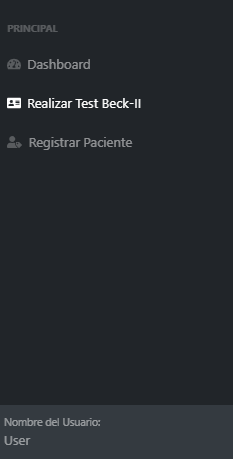 PRINCIPAL
Dashboard
Realizar Test Beck-II
Registrar Paciente
Nombre del Usuario:
User